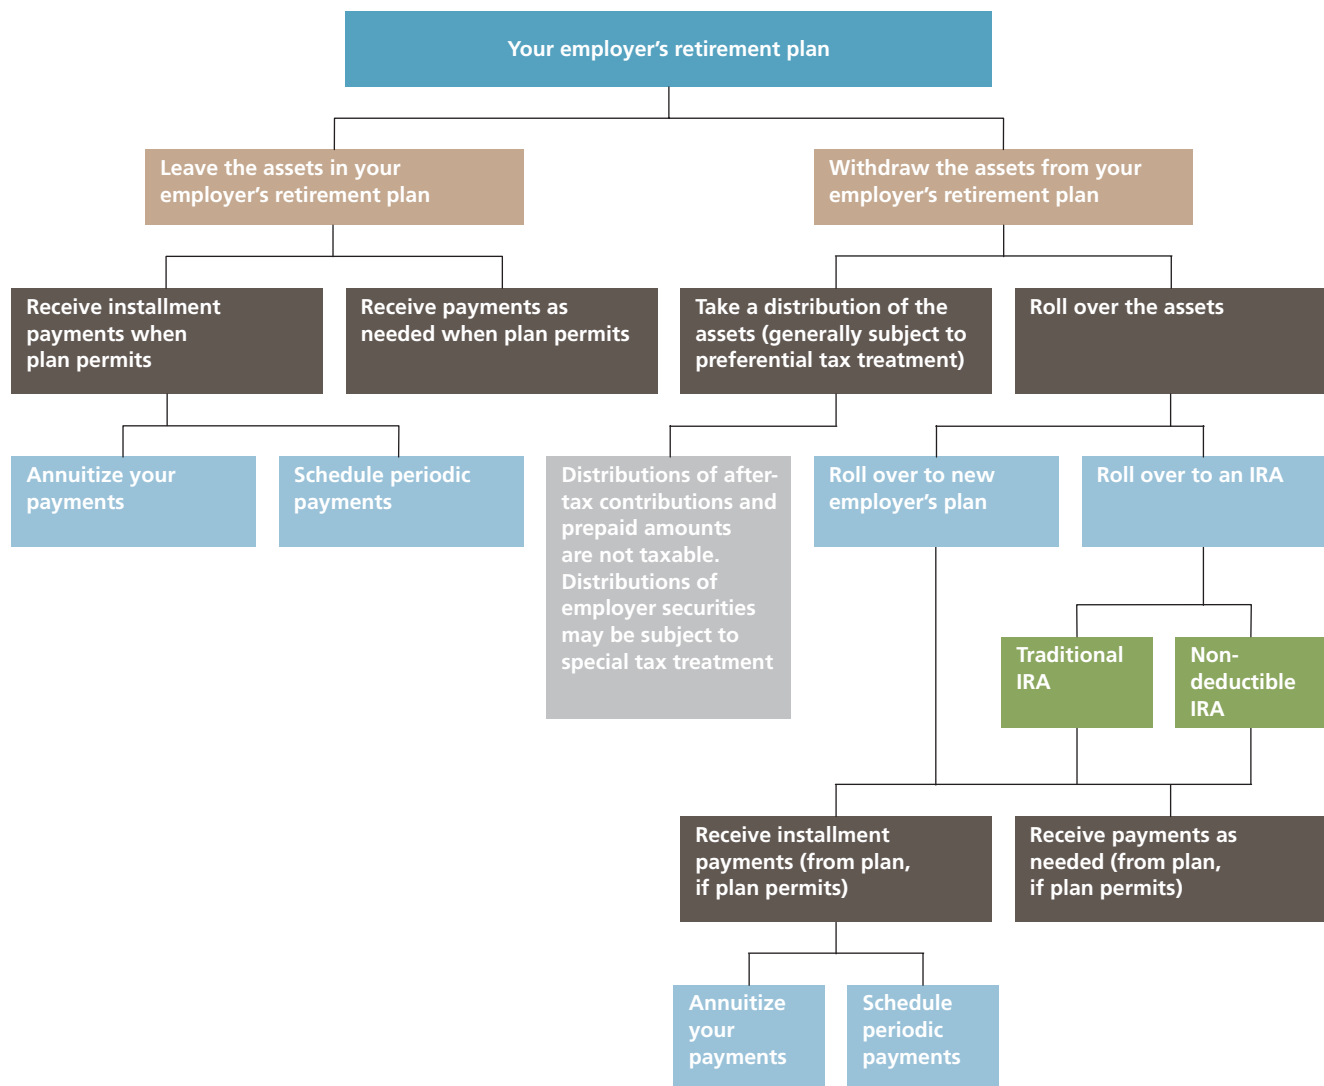 Your employer’s retirement plan
Leave the assets in your
employer’s retirement plan
Withdraw the assets from your
employer’s retirement plan
Receive installment
payments when
plan permits
Receive payments as
needed when plan permits
Take a distribution of the
assets (generally subject to
preferential tax treatment)
Roll over the assets
Annuitize your
payments
Schedule periodic
payments
Distributions of after-
tax contributions and
prepaid amounts
are not taxable.
Distributions of
employer securities
may be subject to
special tax treatment
Roll over to new
employer’s plan
Roll over to an IRA
Traditional
IRA
Non-
deductible
IRA
Receive installment
payments (from plan,
if plan permits)
Receive payments as
needed (from plan,
if plan permits)
Annuitize
your
payments
Schedule
periodic
payments